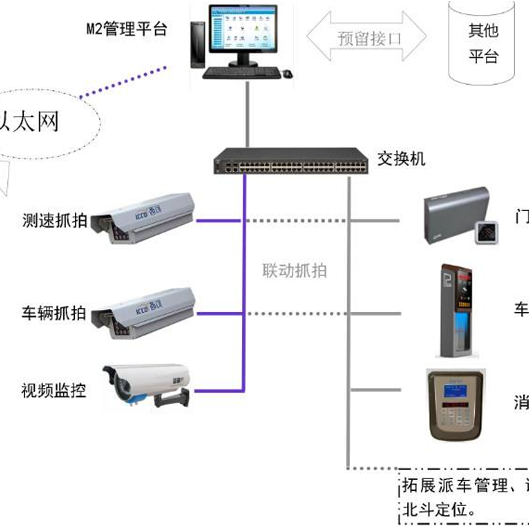 M2管理平台
预留接口
其他
平台
以太网
交换机
测速抓拍
门
联动抓拍
车辆抓拍
车
视频监控
消
拓展派车管理、
北斗定位。